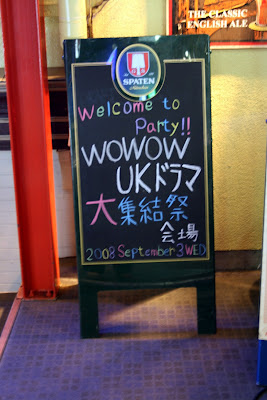 THE CLASSIC
ENGLISH ALE
SPATEN
München
Welcome to
Party!!
WOWOW
UKドラマ
大集結祭
会場
2008 September 3 WED